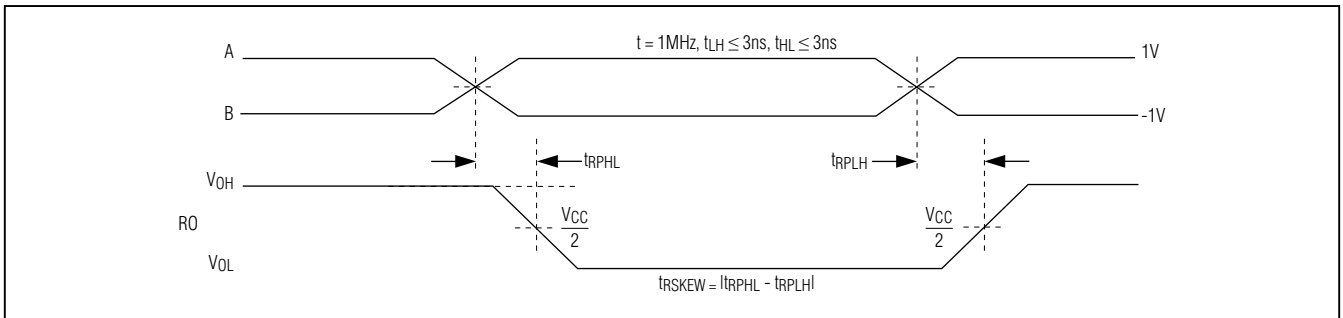 t = 1MHz, tLH ≤ 3ns, tHL ≤ 3ns
A
1V
B
-1V
tRPHL
tRPLH
VOH
RO
VCC
2
VCC
2
VOL
tRSKEW = |tRPHL - tRPLH|